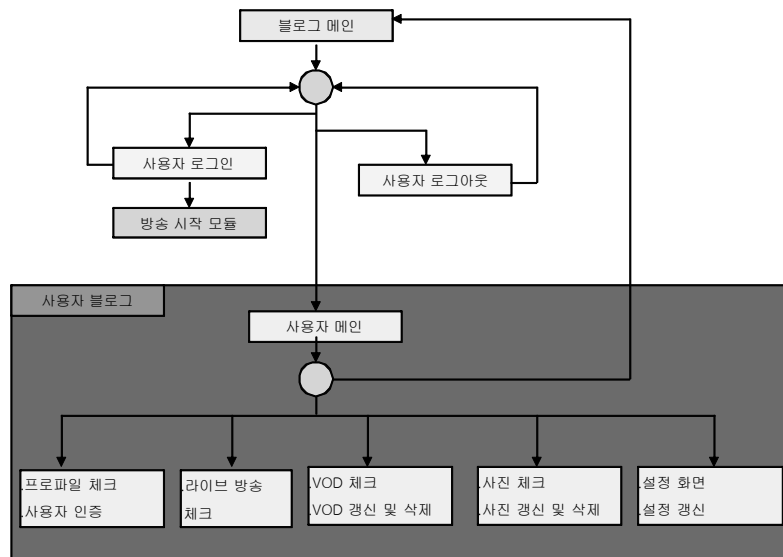 블로그 메인
사용자 로그인
사용자 로그아웃
방송 시작 모듈
사용자 블로그
사용자 메인
.프로파일 체크
.사용자 인증
.라이브 방송
체크
.VOD 체크
.VOD 갱신 및 삭제
.사진 체크
.사진 갱신 및 삭제
.설정 화면
.설정 갱신